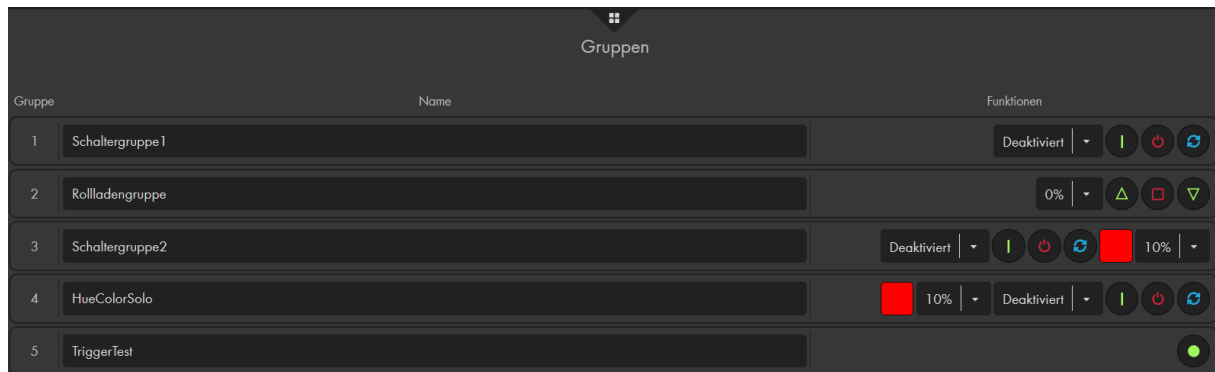 Gruppen
Gruppe Name Funktionen
1 Schaltergruppe1 Deaktiviert
2 Rollladengruppe 0%
3 Schaltergruppe2 Deaktiviert 10%
4 HueColorSolo 10% Deaktiviert
5 TriggerTest